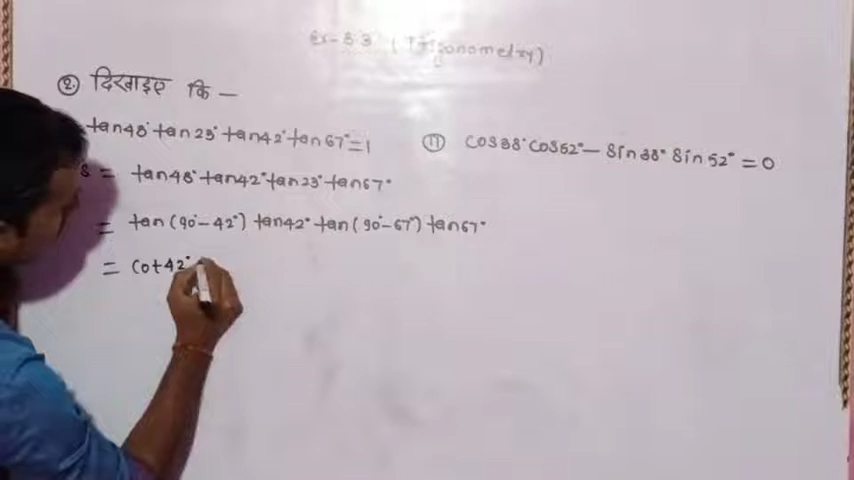 Ex-8.3 (Trigonometry)
② दिखाइए कि —
tan48° tan23° tan42° tan67° = 1
(ii) cos38° cos52° — sin38° sin52° = 0
S = tan48° tan42° tan23° tan67°
= tan(90°-42°) tan42° tan(90°-67°) tan67°
= cot42°